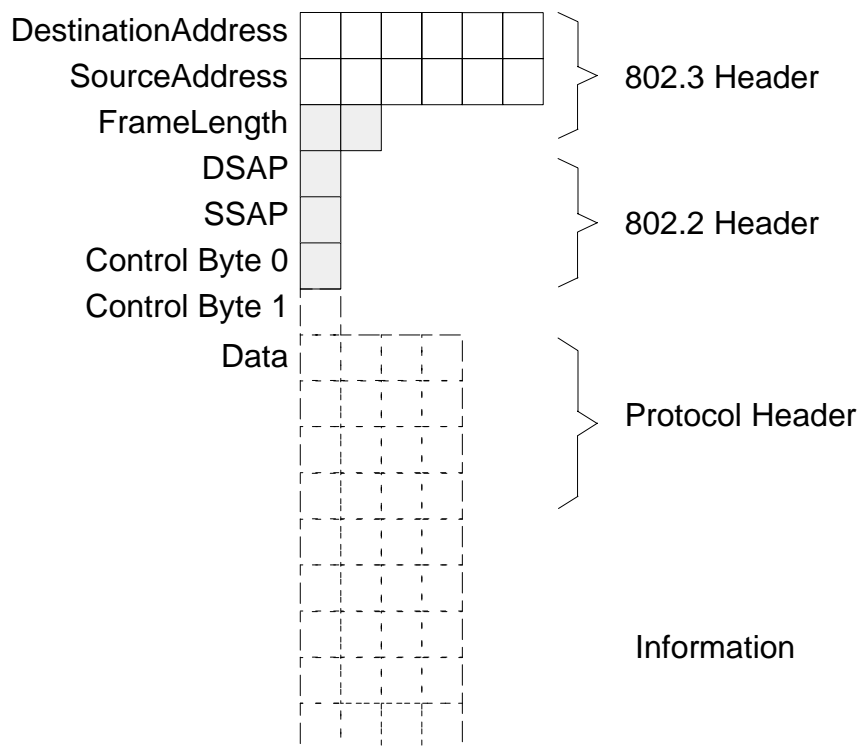 DestinationAddress
SourceAddress
802.3 Header
FrameLength
DSAP
SSAP
802.2 Header
Control Byte 0
Control Byte 1
Data
Protocol Header
Information